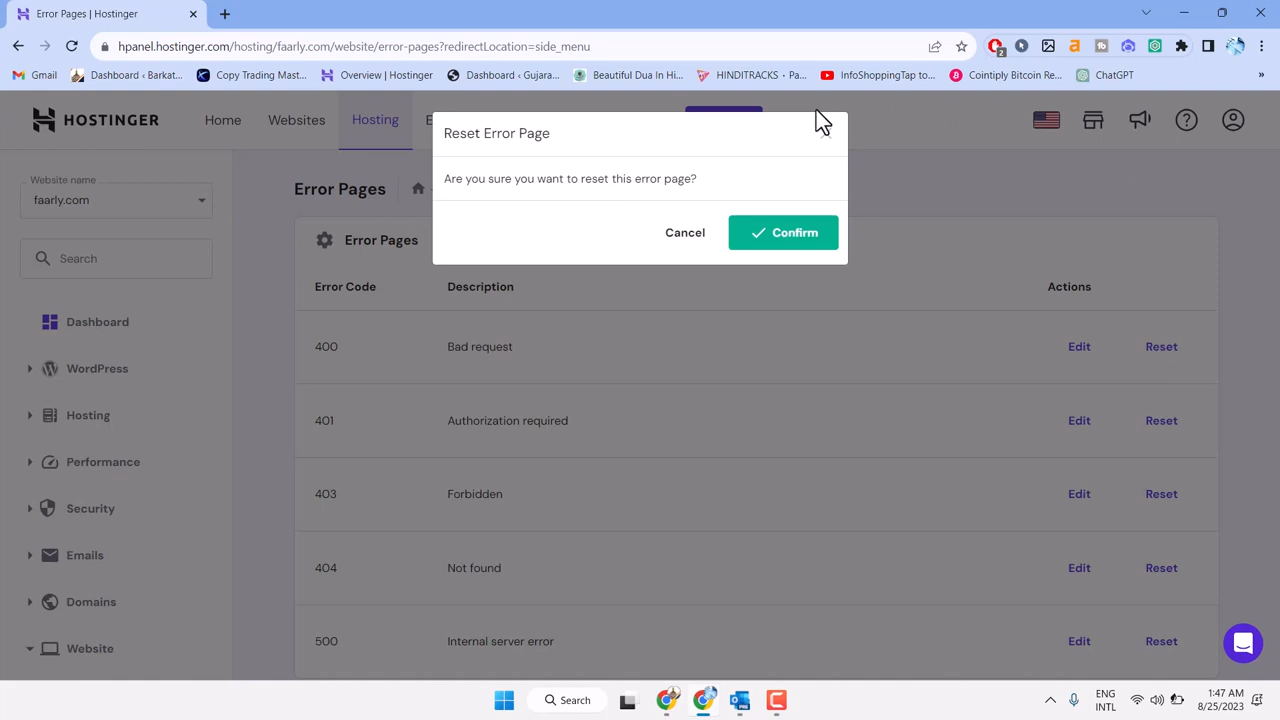 Error Pages | Hostinger
hpanel.hostinger.com/hosting/faarly.com/website/error-pages?redirectLocation=side_menu
2
Gmail
Dashboard ‹ Barkat...
Copy Trading Mast...
Overview | Hostinger
Dashboard ‹ Gujara...
Beautiful Dua In Hi...
HINDITRACKS • Pa...
InfoShoppingTap to...
Cointiply Bitcoin Re...
ChatGPT
»
HOSTINGER
Home
Websites
Hosting
E
Reset Error Page
Are you sure you want to reset this error page?
Cancel
Confirm
Website name
faarly.com
Search
Dashboard
WordPress
Hosting
Performance
Security
Emails
Domains
Website
Error Pages
Error Pages
Error Code
Description
Actions
400
Bad request
Edit
Reset
401
Authorization required
Edit
Reset
403
Forbidden
Edit
Reset
404
Not found
Edit
Reset
500
Internal server error
Edit
Reset
Search
PRE
ENG
INTL
1:47 AM
8/25/2023